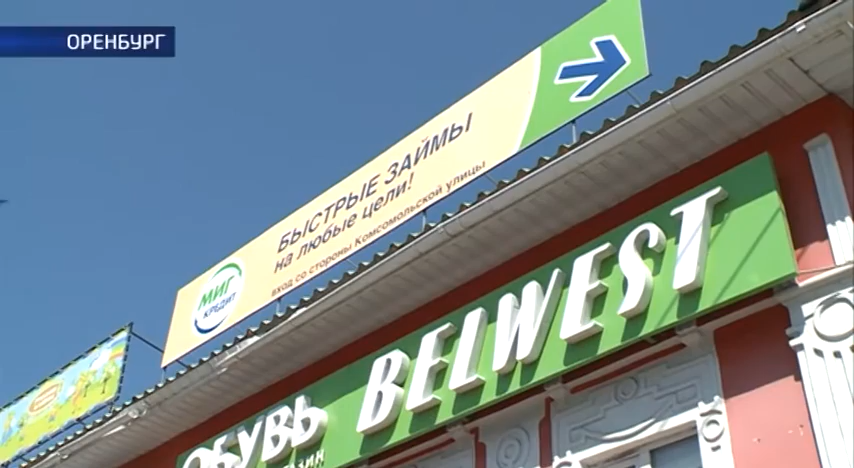 ОРЕНБУРГ
БЫСТРЫЕ ЗАЙМЫ
на любые цели!
вход со стороны Комсомольской улицы
МИГ
КРЕДИТ
ОБУВЬ BELWEST